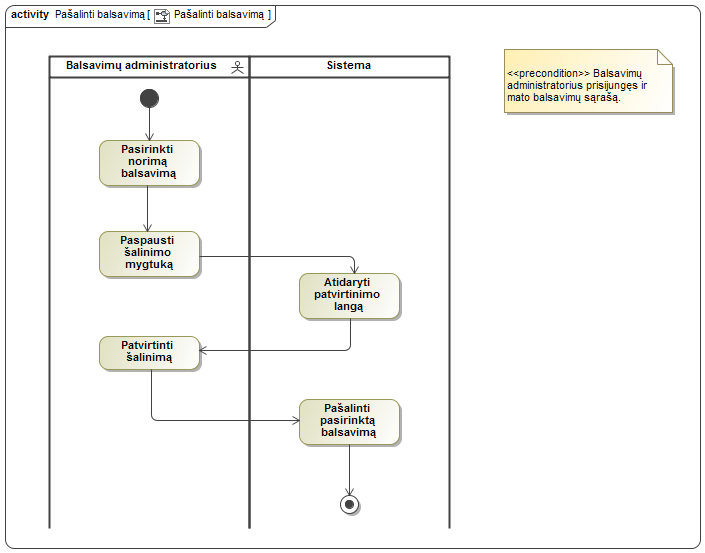 activity Pašalinti balsavimą [ Pašalinti balsavimą ]
Balsavimų administratorius
Sistema
<<precondition>> Balsavimų
administratorius prisijungęs ir
mato balsavimų sąrašą.
Pasirinkti
norimą
balsavimą
Paspausti
šalinimo
mygtuką
Atidaryti
patvirtinimo
langą
Patvirtinti
šalinimą
Pašalinti
pasirinktą
balsavimą